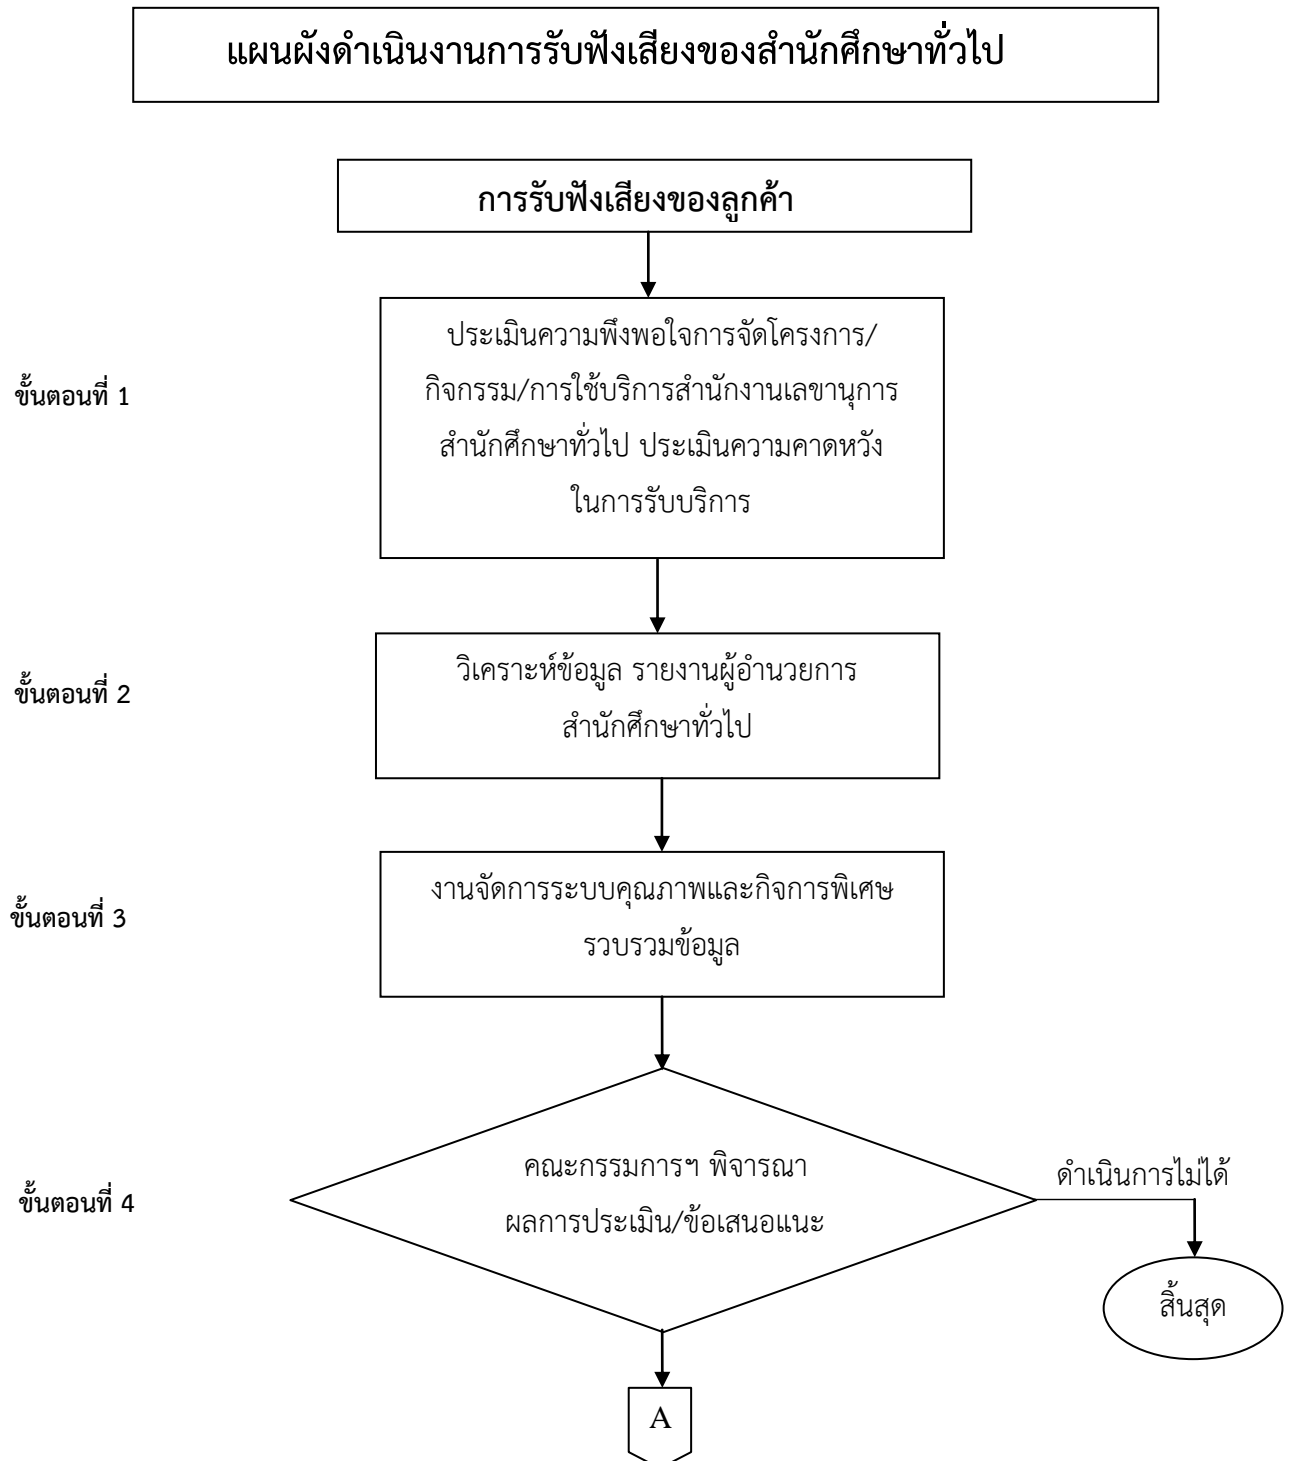 แผนผังดำเนินงานการรับฟังเสียงของสำนักศึกษาทั่วไป
การรับฟังเสียงของลูกค้า
ขั้นตอนที่ 1
ประเมินความพึงพอใจการจัดโครงการ/
กิจกรรม/การใช้บริการสำนักงานเลขานุการ
สำนักศึกษาทั่วไป ประเมินความคาดหวัง
ในการรับบริการ
ขั้นตอนที่ 2
วิเคราะห์ข้อมูล รายงานผู้อำนวยการ
สำนักศึกษาทั่วไป
ขั้นตอนที่ 3
งานจัดการระบบคุณภาพและกิจการพิเศษ
รวบรวมข้อมูล
ขั้นตอนที่ 4
คณะกรรมการฯ พิจารณา
ผลการประเมิน/ข้อเสนอแนะ
ดำเนินการไม่ได้
สิ้นสุด
A